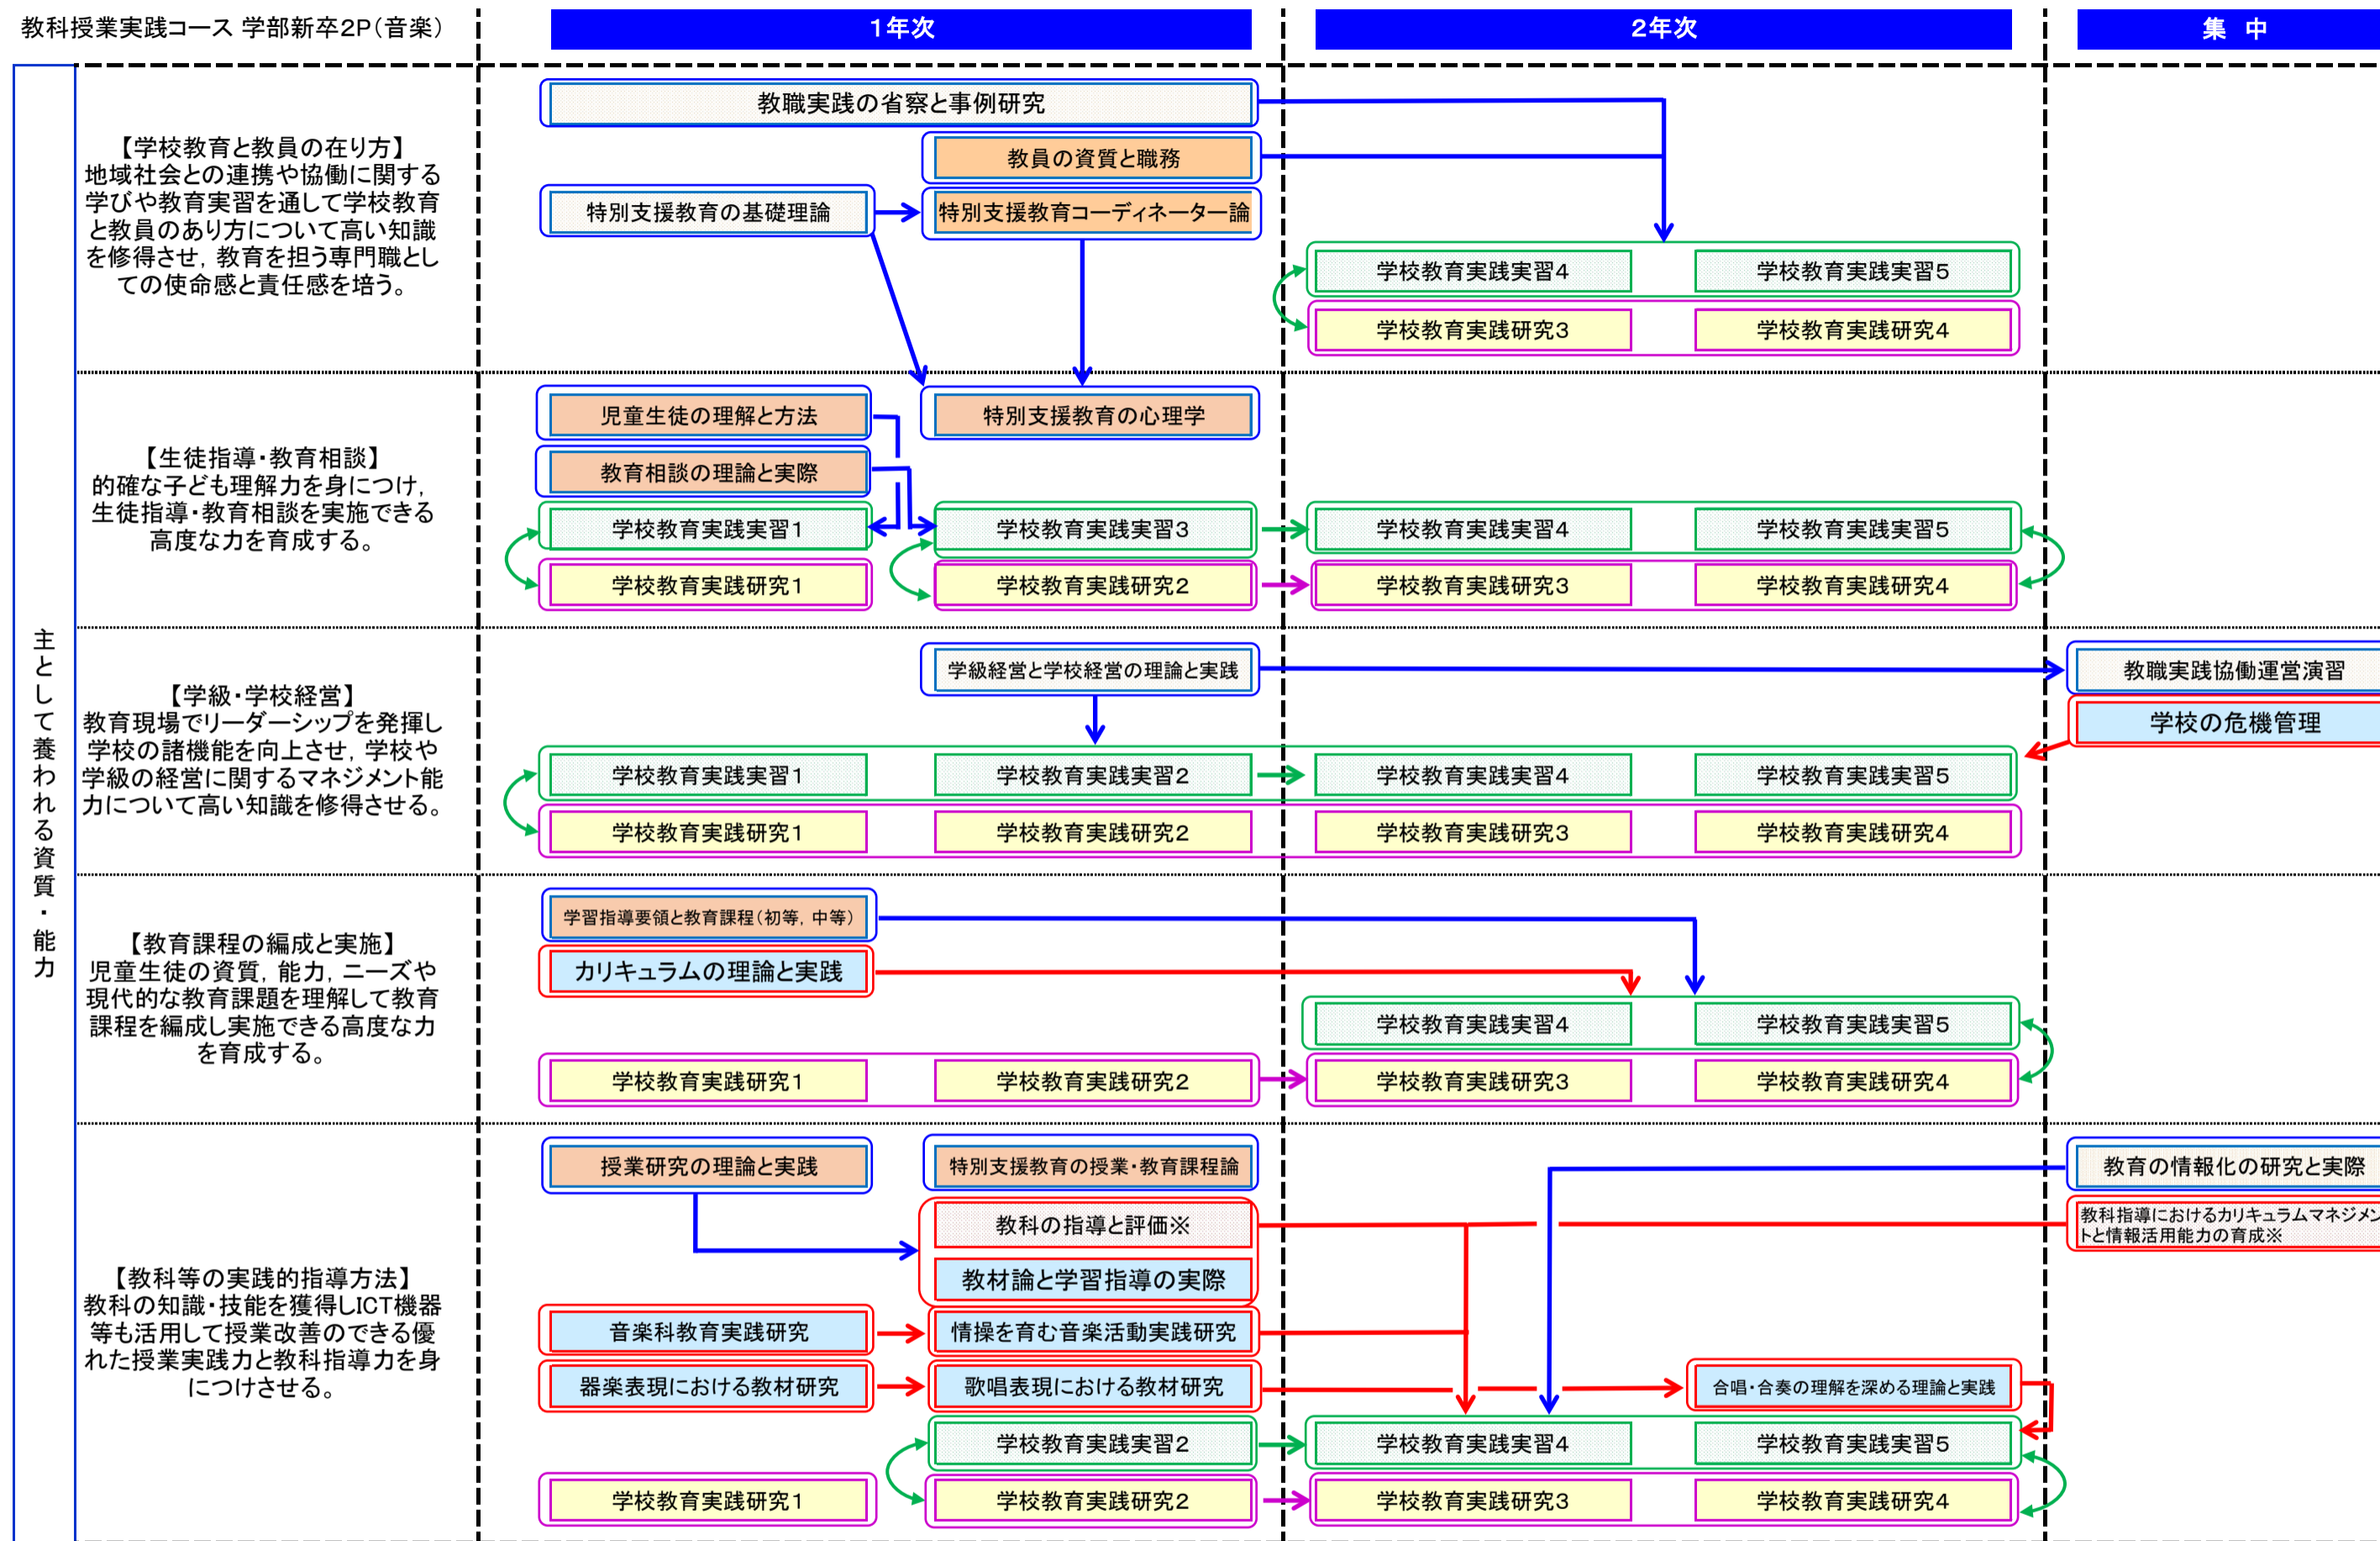 教科授業実践コース 学部新卒2P（音楽）
1年次
2年次
集 中
主として養われる資質・能力
【学校教育と教員の在り方】
地域社会との連携や協働に関する
学びや教育実習を通して学校教育
と教員のあり方について高い知識
を修得させ，教育を担う専門職とし
ての使命感と責任感を培う。
教職実践の省察と事例研究
教員の資質と職務
特別支援教育の基礎理論
特別支援教育コーディネーター論
学校教育実践実習4
学校教育実践実習5
学校教育実践研究3
学校教育実践研究4
【生徒指導・教育相談】
的確な子ども理解力を身につけ，
生徒指導・教育相談を実施できる
高度な力を育成する。
児童生徒の理解と方法
特別支援教育の心理学
教育相談の理論と実際
学校教育実践実習1
学校教育実践実習3
学校教育実践実習4
学校教育実践実習5
学校教育実践研究1
学校教育実践研究2
学校教育実践研究3
学校教育実践研究4
【学級・学校経営】
教育現場でリーダーシップを発揮し
学校の諸機能を向上させ，学校や
学級の経営に関するマネジメント能
力について高い知識を修得させる。
学級経営と学校経営の理論と実践
教職実践協働運営演習
学校の危機管理
学校教育実践実習1
学校教育実践実習2
学校教育実践実習4
学校教育実践実習5
学校教育実践研究1
学校教育実践研究2
学校教育実践研究3
学校教育実践研究4
【教育課程の編成と実施】
児童生徒の資質，能力，ニーズや
現代的な教育課題を理解して教育
課程を編成し実施できる高度な力
を育成する。
学習指導要領と教育課程（初等，中等）
カリキュラムの理論と実践
学校教育実践実習4
学校教育実践実習5
学校教育実践研究1
学校教育実践研究2
学校教育実践研究3
学校教育実践研究4
【教科等の実践的指導方法】
教科の知識・技能を獲得しICT機器
等も活用して授業改善のできる優
れた授業実践力と教科指導力を身
につけさせる。
授業研究の理論と実践
特別支援教育の授業・教育課程論
教育の情報化の研究と実際
教科の指導と評価※
教科指導におけるカリキュラムマネジメン
トと情報活用能力の育成※
教材論と学習指導の実際
音楽科教育実践研究
情操を育む音楽活動実践研究
器楽表現における教材研究
歌唱表現における教材研究
合唱・合奏の理解を深める理論と実践
学校教育実践実習2
学校教育実践実習4
学校教育実践実習5
学校教育実践研究1
学校教育実践研究2
学校教育実践研究3
学校教育実践研究4